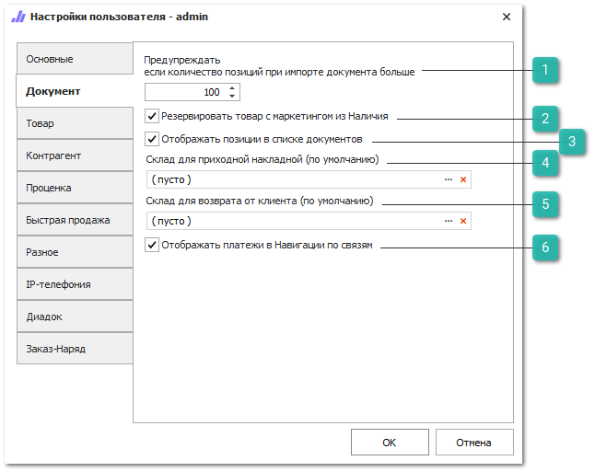 Настройки пользователя - admin
Основные
Документ
Товар
Контрагент
Проценка
Быстрая продажа
Разное
IP-телефония
Диадок
Заказ-Наряд
Предупреждать
если количество позиций при импорте документа больше
1
100
Резервировать товар с маркетингом из Наличия
2
Отображать позиции в списке документов
3
Склад для приходной накладной (по умолчанию)
4
( пусто )
Склад для возврата от клиента (по умолчанию)
5
( пусто )
Отображать платежи в Навигации по связям
6
ОК
Отмена